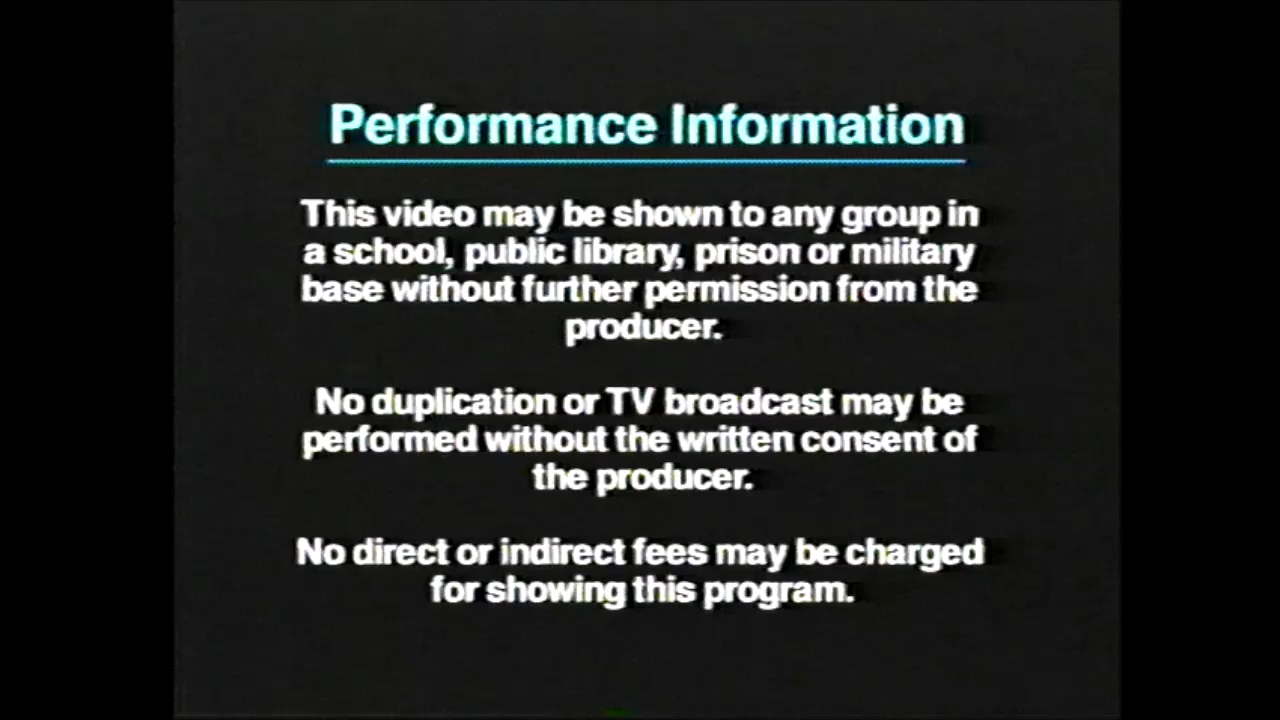 Performance Information
This video may be shown to any group in
a school, public library, prison or military
base without further permission from the
producer.
No duplication or TV broadcast may be
performed without the written consent of
the producer.
No direct or indirect fees may be charged
for showing this program.